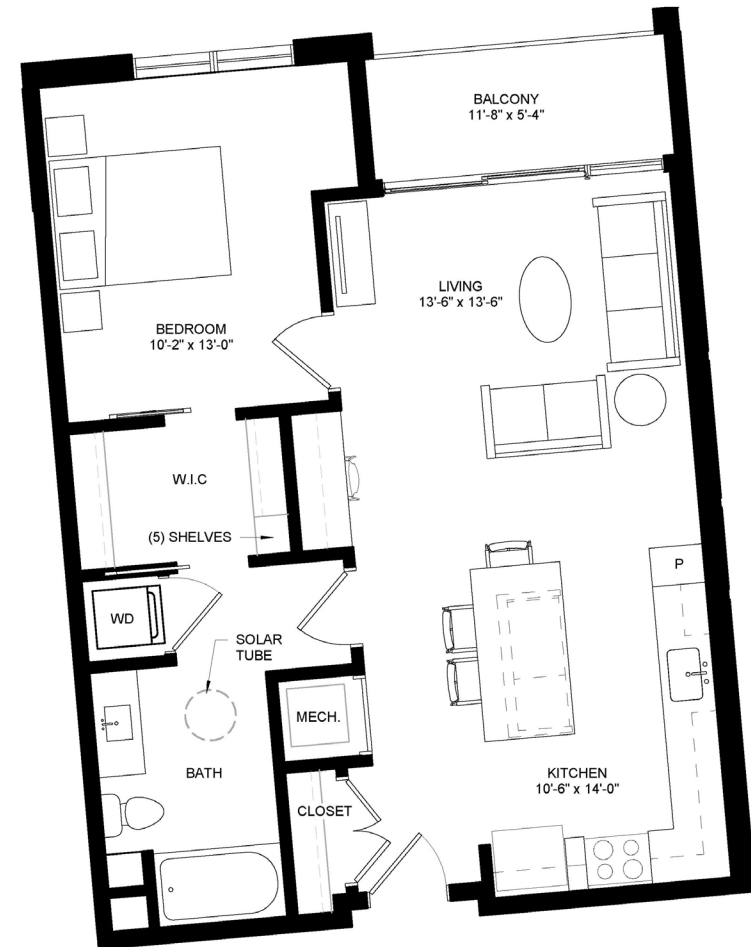 BALCONY
11'-8" x 5'-4"
LIVING
13'-6" x 13'-6"
BEDROOM
10'-2" x 13'-0"
W.I.C
(5) SHELVES
P
WD
SOLAR
TUBE
MECH.
BATH
KITCHEN
10'-6" x 14'-0"
CLOSET